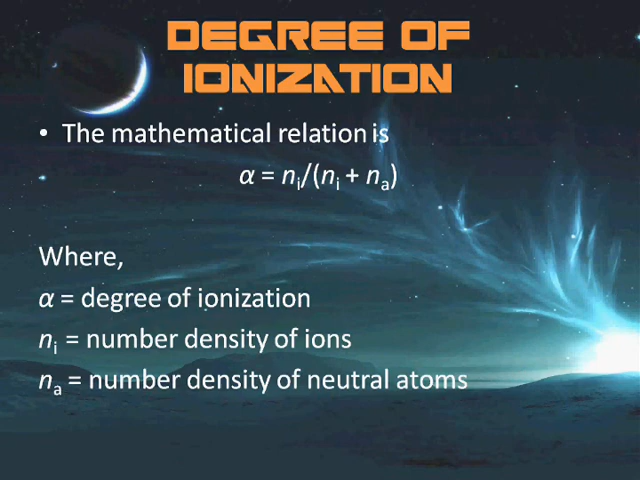 DEGREE OF
IONIZATION
• The mathematical relation is
α = nᵢ/(nᵢ + nₐ)
Where,
α = degree of ionization
nᵢ = number density of ions
nₐ = number density of neutral atoms